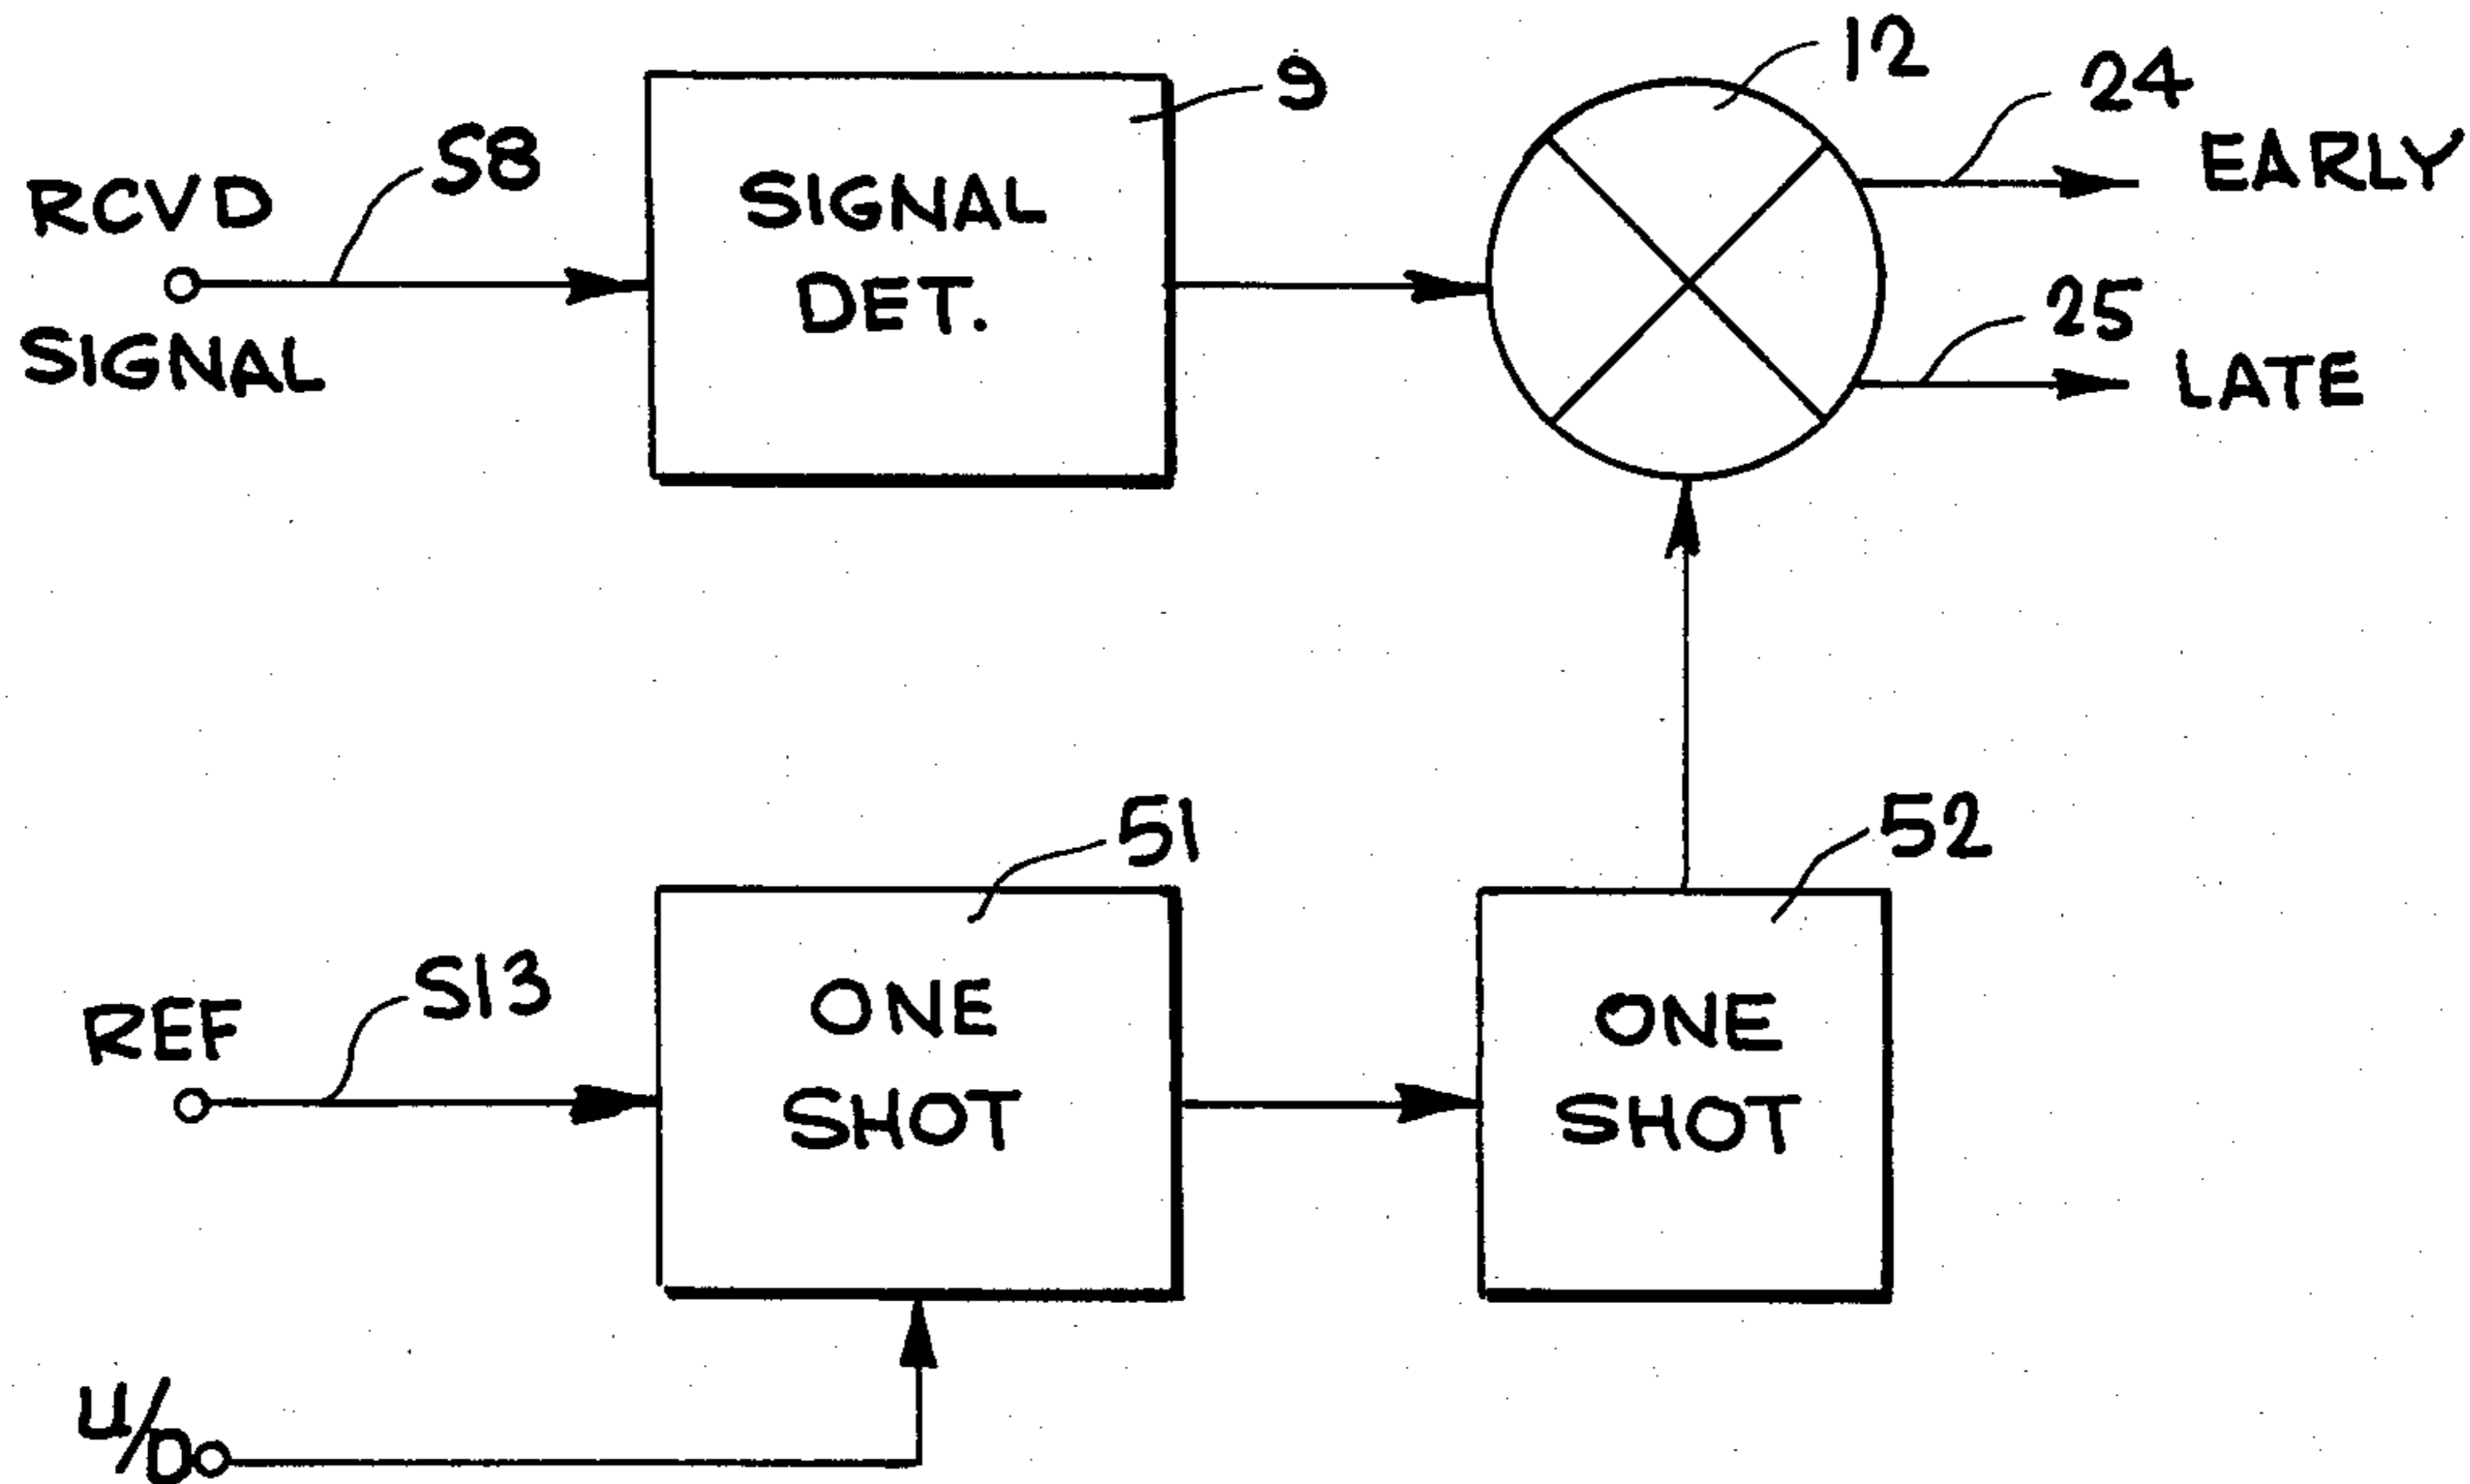 RCVD
SIGNAL
S8
SIGNAL
DET.
9
12
24
EARLY
25
LATE
REF
S13
ONE
SHOT
51
ONE
SHOT
52
U/D